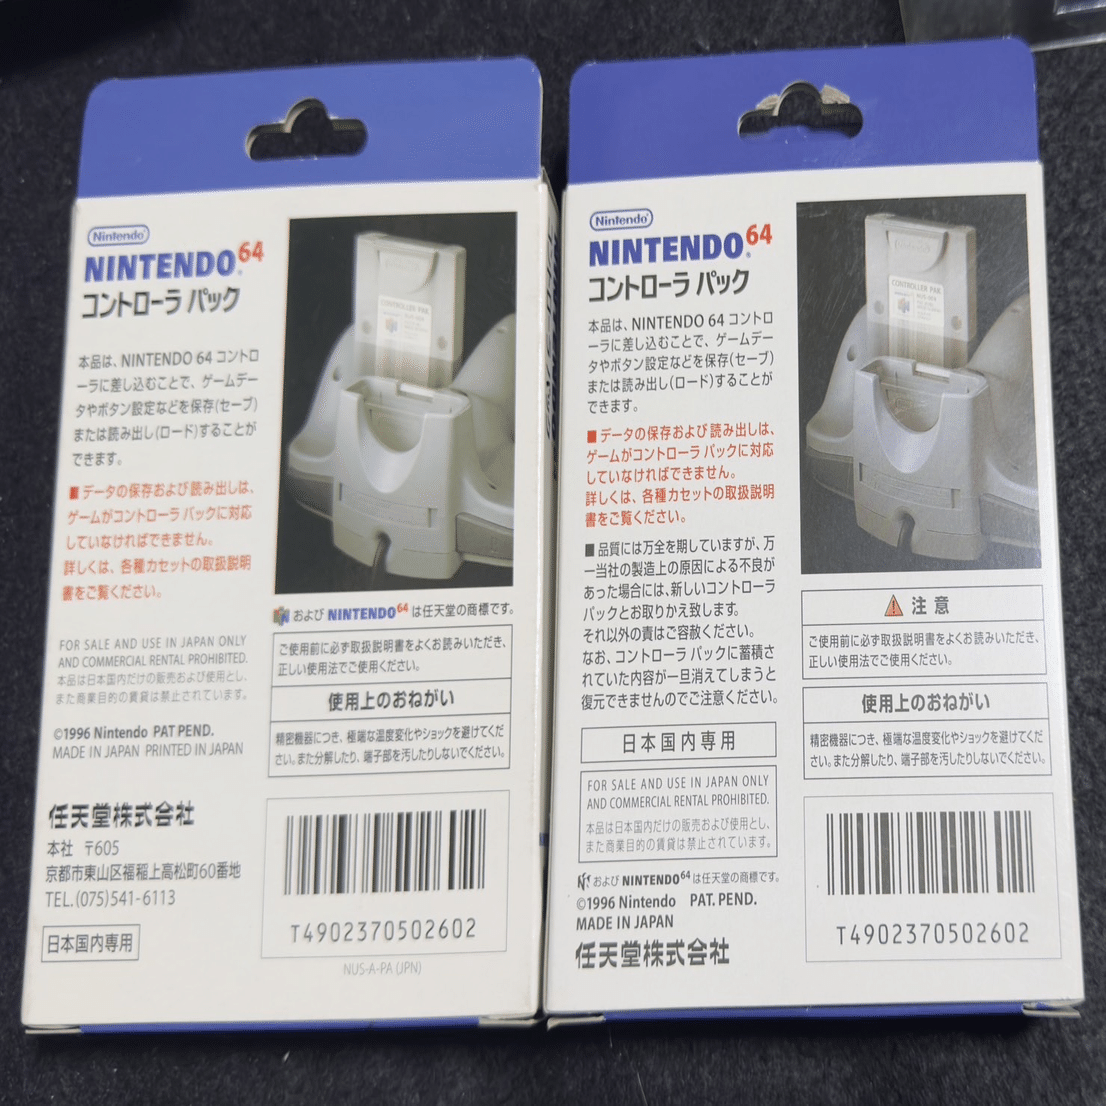 Nintendo
NINTENDO64
コントローラ パック
本品は、NINTENDO 64 コントロ
ーラに差し込むことで、ゲームデー
タやボタン設定などを保存(セーブ)
または読み出し(ロード)することが
できます。
■データの保存および読み出しは、
ゲームがコントローラ パックに対応
していなければできません。
詳しくは、各種カセットの取扱説明
書をご覧ください。
FOR SALE AND USE IN JAPAN ONLY
AND COMMERCIAL RENTAL PROHIBITED.
本品は日本国内だけの販売および使用とし、
また商業目的の賃貸は禁止されています。
©1996 Nintendo PAT PEND.
MADE IN JAPAN PRINTED IN JAPAN
任天堂株式会社
本社 〒605
京都市東山区福稲上高松町60番地
TEL.(075)541-6113
日本国内専用
CONTROLLER PAK
および NINTENDO64 は任天堂の商標です。
ご使用前に必ず取扱説明書をよくお読みいただき、
正しい使用法でご使用ください。
使用上のおねがい
精密機器につき、極端な温度変化やショックを避けてくだ
さい。また分解したり、端子部を汚したりしないでください。
T4902370502602
NUS-A-PA (JPN)
Nintendo
NINTENDO64
コントローラ パック
本品は、NINTENDO 64 コントロ
ーラに差し込むことで、ゲームデー
タやボタン設定などを保存(セーブ)
または読み出し(ロード)することが
できます。
■データの保存および読み出しは、
ゲームがコントローラ パックに対応
していなければできません。
詳しくは、各種カセットの取扱説明
書をご覧ください。
■品質には万全を期していますが、万
一当社の製造上の原因による不良が
あった場合には、新しいコントローラ
パックとお取りかえ致します。
それ以外の責はご容赦ください。
なお、コントローラ パックに蓄積さ
れていた内容が一旦消えてしまうと
復元できませんのでご注意ください。
日本国内専用
FOR SALE AND USE IN JAPAN ONLY
AND COMMERCIAL RENTAL PROHIBITED.
本品は日本国内だけの販売および使用とし、
また商業目的の賃貸は禁止されています。
および NINTENDO64 は任天堂の商標です。
©1996 Nintendo PAT. PEND.
MADE IN JAPAN
任天堂株式会社
CONTROLLER PAK
注意
ご使用前に必ず取扱説明書をよくお読みいただき、
正しい使用法でご使用ください。
使用上のおねがい
精密機器につき、極端な温度変化やショックを避けてくだ
さい。また分解したり、端子部を汚したりしないでください。
T4902370502602